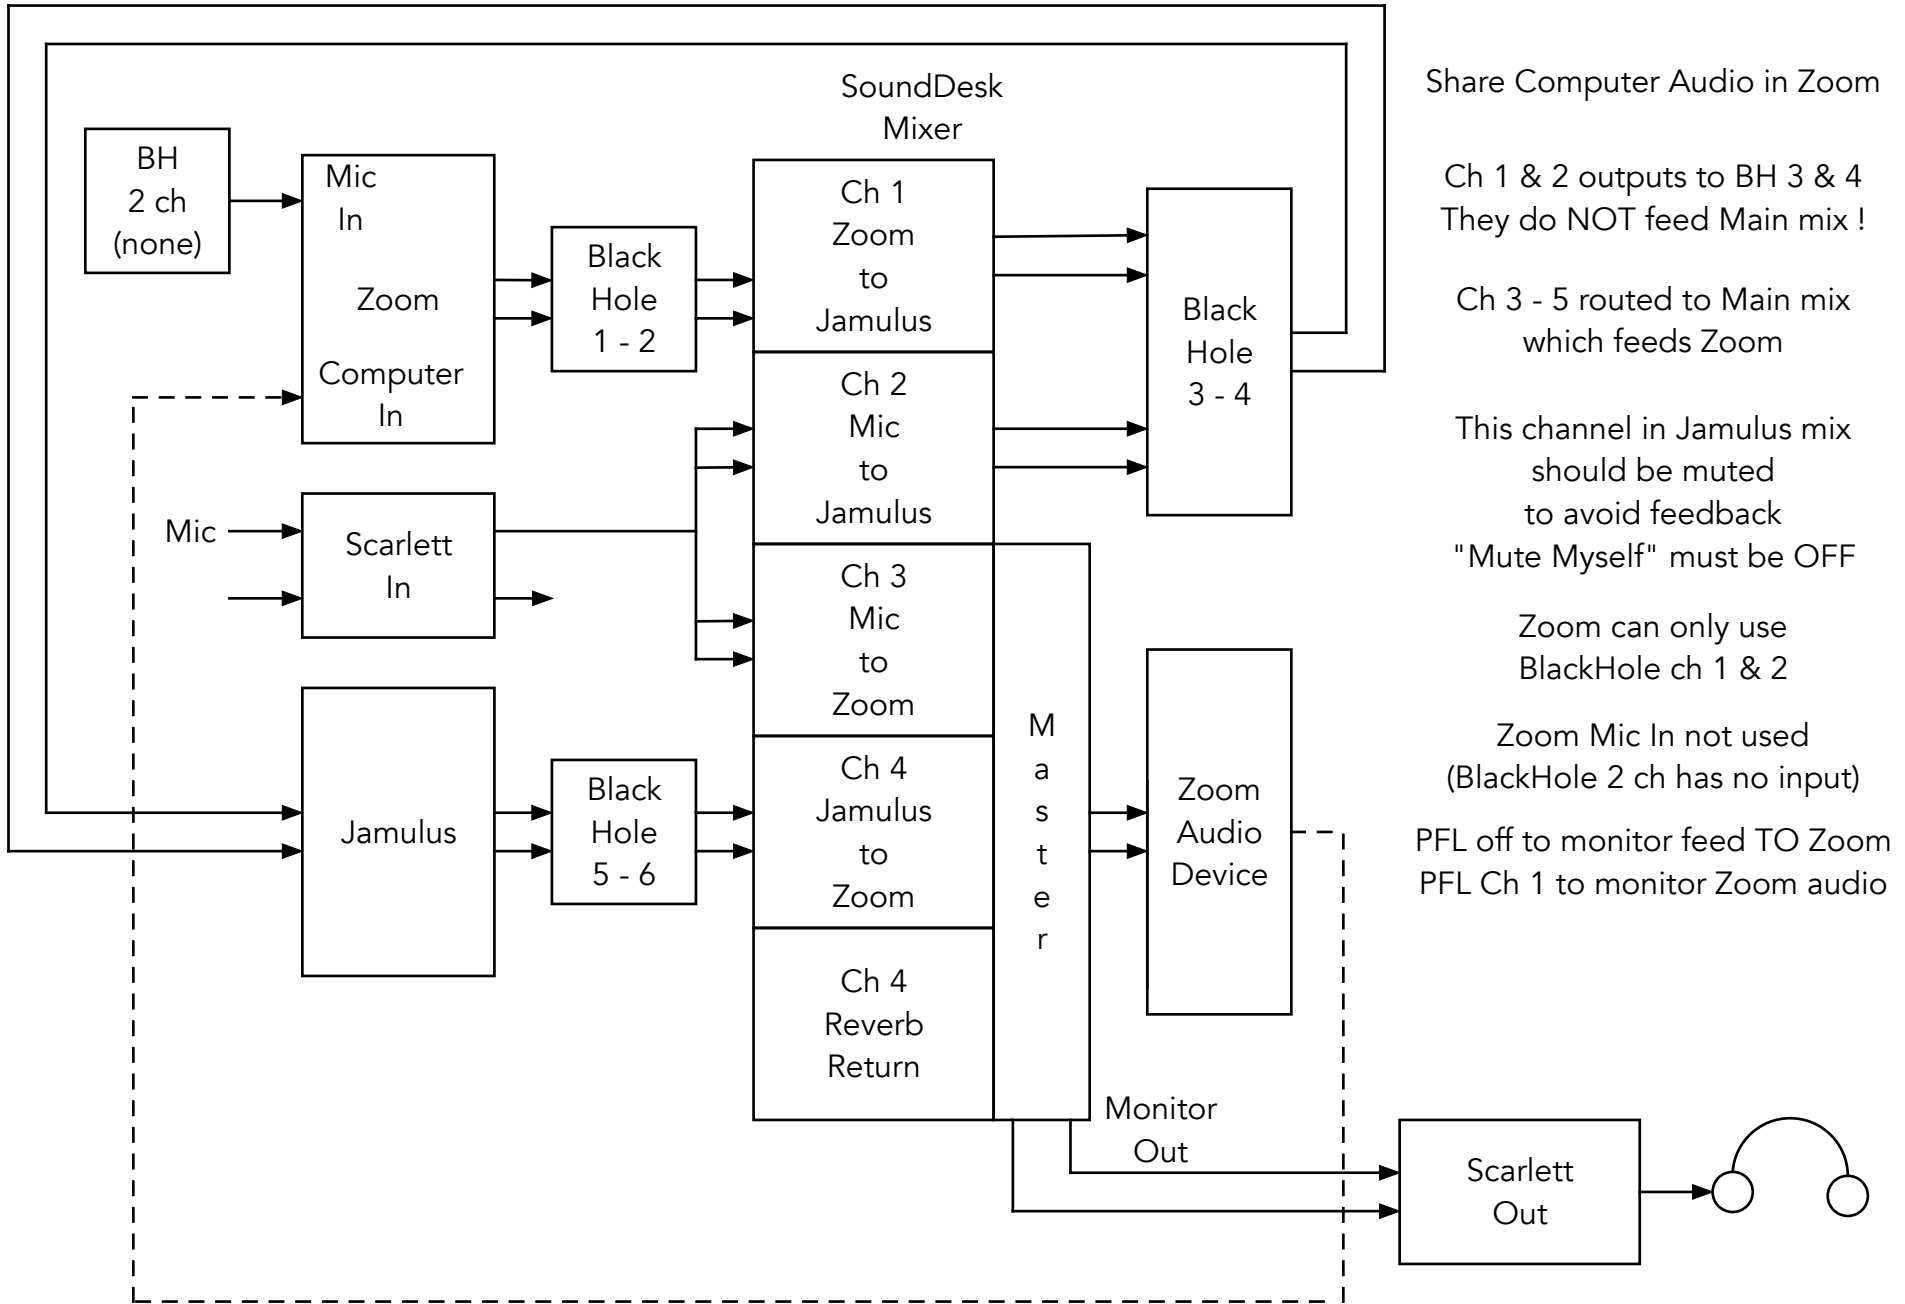 SoundDesk
Mixer
BH
2 ch
(none)
Mic
In
Zoom
Computer
In
Black
Hole
1 - 2
Ch 1
Zoom
to
Jamulus
Ch 2
Mic
to
Jamulus
Black
Hole
3 - 4
Mic
Scarlett
In
Ch 3
Mic
to
Zoom
Jamulus
Black
Hole
5 - 6
Ch 4
Jamulus
to
Zoom
Ch 4
Reverb
Return
M
a
s
t
e
r
Zoom
Audio
Device
Monitor
Out
Scarlett
Out
Share Computer Audio in Zoom
Ch 1 & 2 outputs to BH 3 & 4
They do NOT feed Main mix !
Ch 3 - 5 routed to Main mix
which feeds Zoom
This channel in Jamulus mix
should be muted
to avoid feedback
"Mute Myself" must be OFF
Zoom can only use
BlackHole ch 1 & 2
Zoom Mic In not used
(BlackHole 2 ch has no input)
PFL off to monitor feed TO Zoom
PFL Ch 1 to monitor Zoom audio